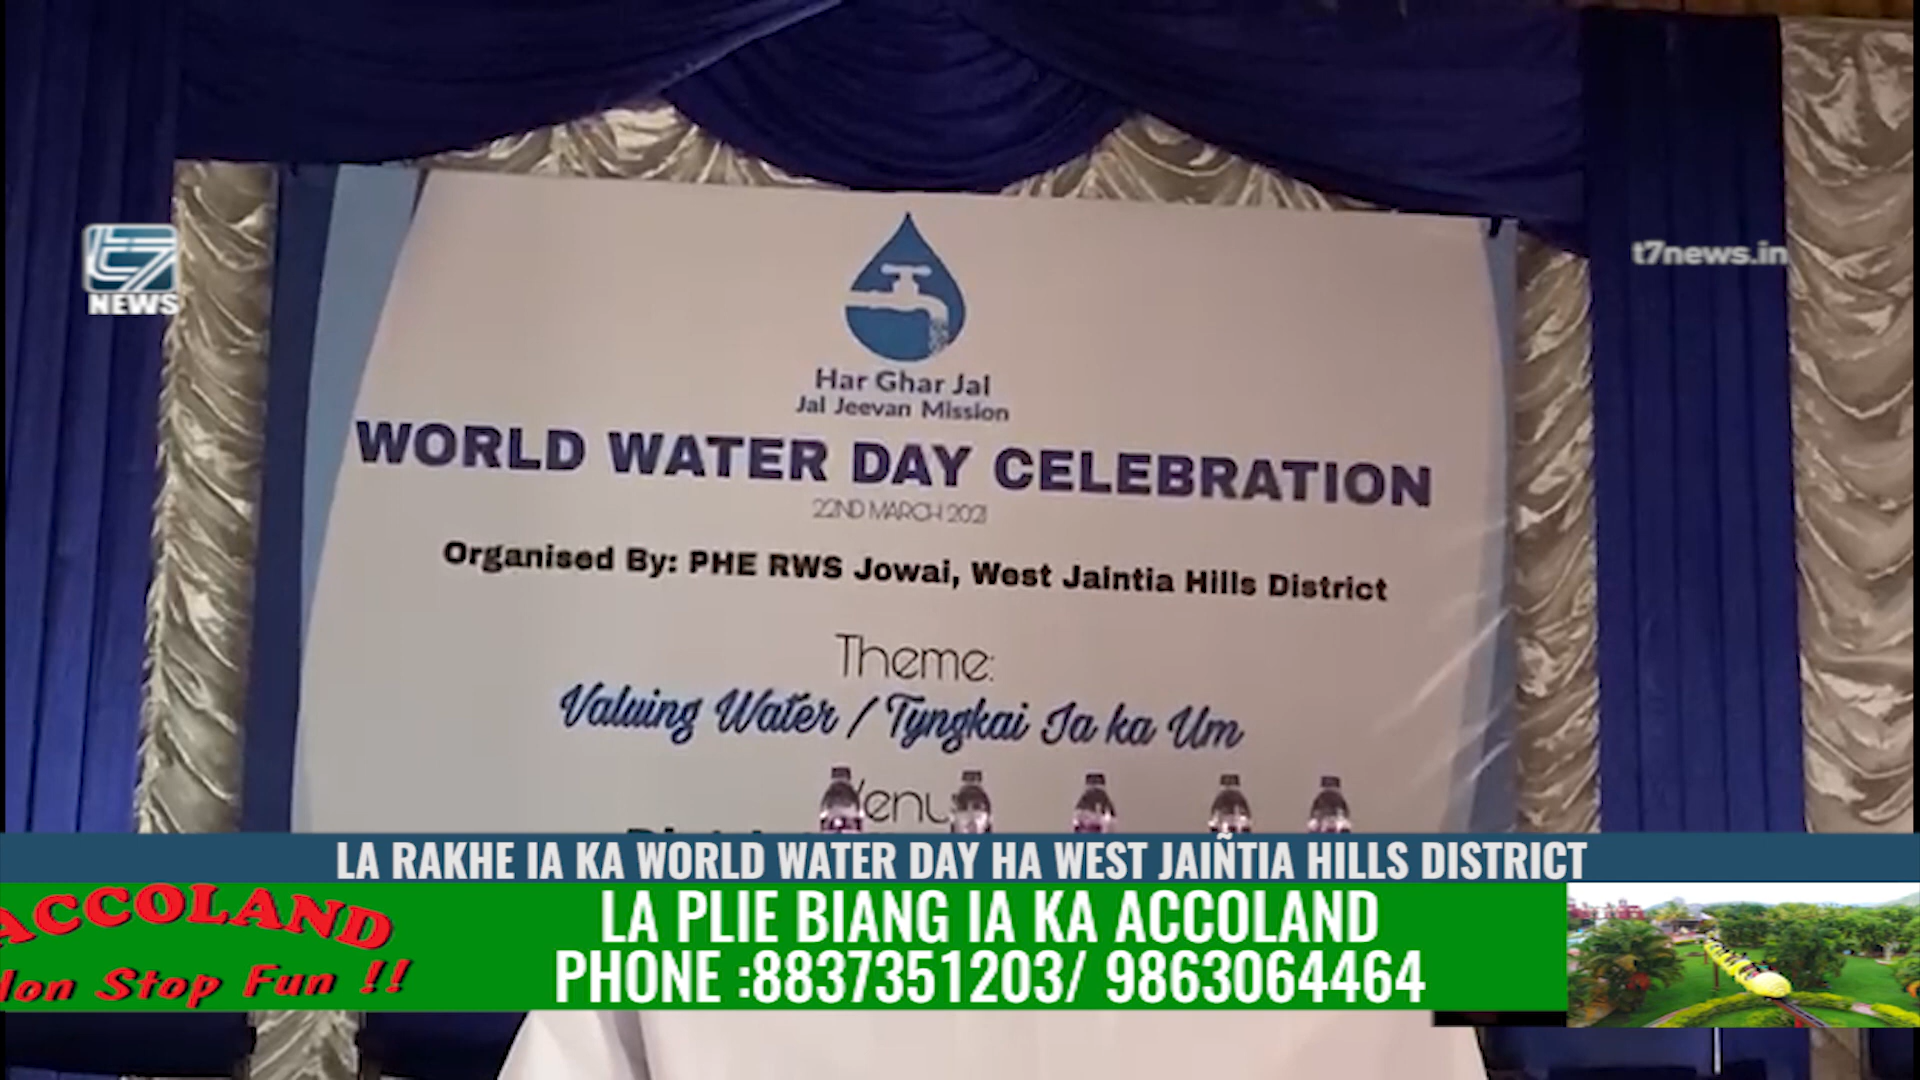 t7
NEWS
t7news.in
Har Ghar Jal
Jal Jeevan Mission
WORLD WATER DAY CELEBRATION
22ND MARCH 2021
Organised By: PHE RWS Jowai, West Jaintia Hills District
Theme:
Valuing Water / Tyngkai Ia ka Um
LA RAKHE IA KA WORLD WATER DAY HA WEST JAIÑTIA HILLS DISTRICT
ACCOLAND
Non Stop Fun !!
LA PLIE BIANG IA KA ACCOLAND
PHONE :8837351203/ 9863064464